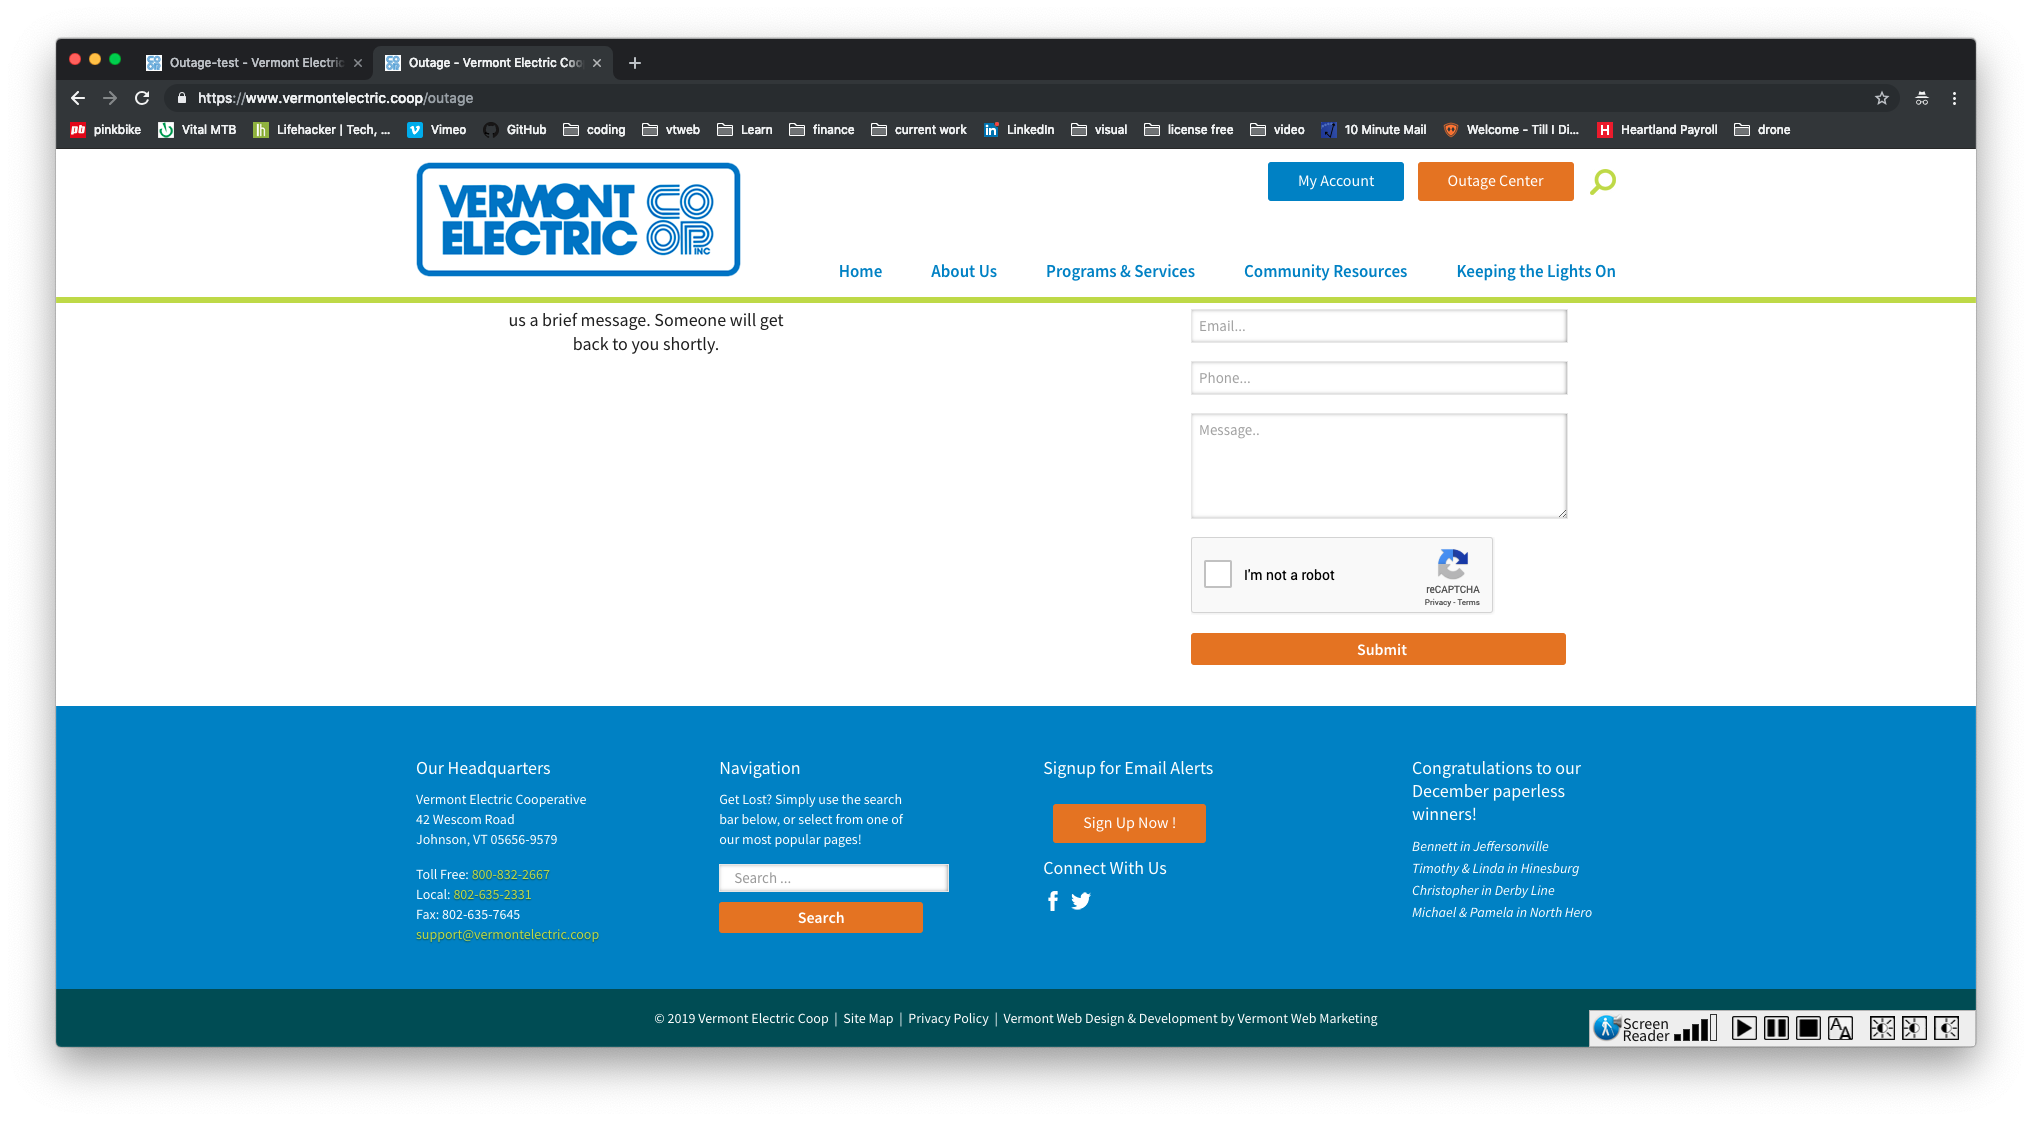 Outage-test - Vermont Electric
Outage - Vermont Electric Coo
https://www.vermontelectric.coop/outage
pb pinkbike Vital MTB lh Lifehacker | Tech, ... Vimeo GitHub coding vtweb Learn finance current work in LinkedIn visual license free video 10 Minute Mail Welcome - Till I Di... H Heartland Payroll drone
VERMONT
ELECTRIC
CO
OP
INC
My Account
Outage Center
Home About Us Programs & Services Community Resources Keeping the Lights On
us a brief message. Someone will get
back to you shortly.
Email...
Phone...
Message..
I'm not a robot
reCAPTCHA
Privacy - Terms
Submit
Our Headquarters
Vermont Electric Cooperative
42 Wescom Road
Johnson, VT 05656-9579
Toll Free: 800-832-2667
Local: 802-635-2331
Fax: 802-635-7645
support@vermontelectric.coop
Navigation
Get Lost? Simply use the search
bar below, or select from one of
our most popular pages!
Search ...
Search
Signup for Email Alerts
Sign Up Now !
Connect With Us
Congratulations to our
December paperless
winners!
Bennett in Jeffersonville
Timothy & Linda in Hinesburg
Christopher in Derby Line
Michael & Pamela in North Hero
© 2019 Vermont Electric Coop | Site Map | Privacy Policy | Vermont Web Design & Development by Vermont Web Marketing
Screen
Reader
AA